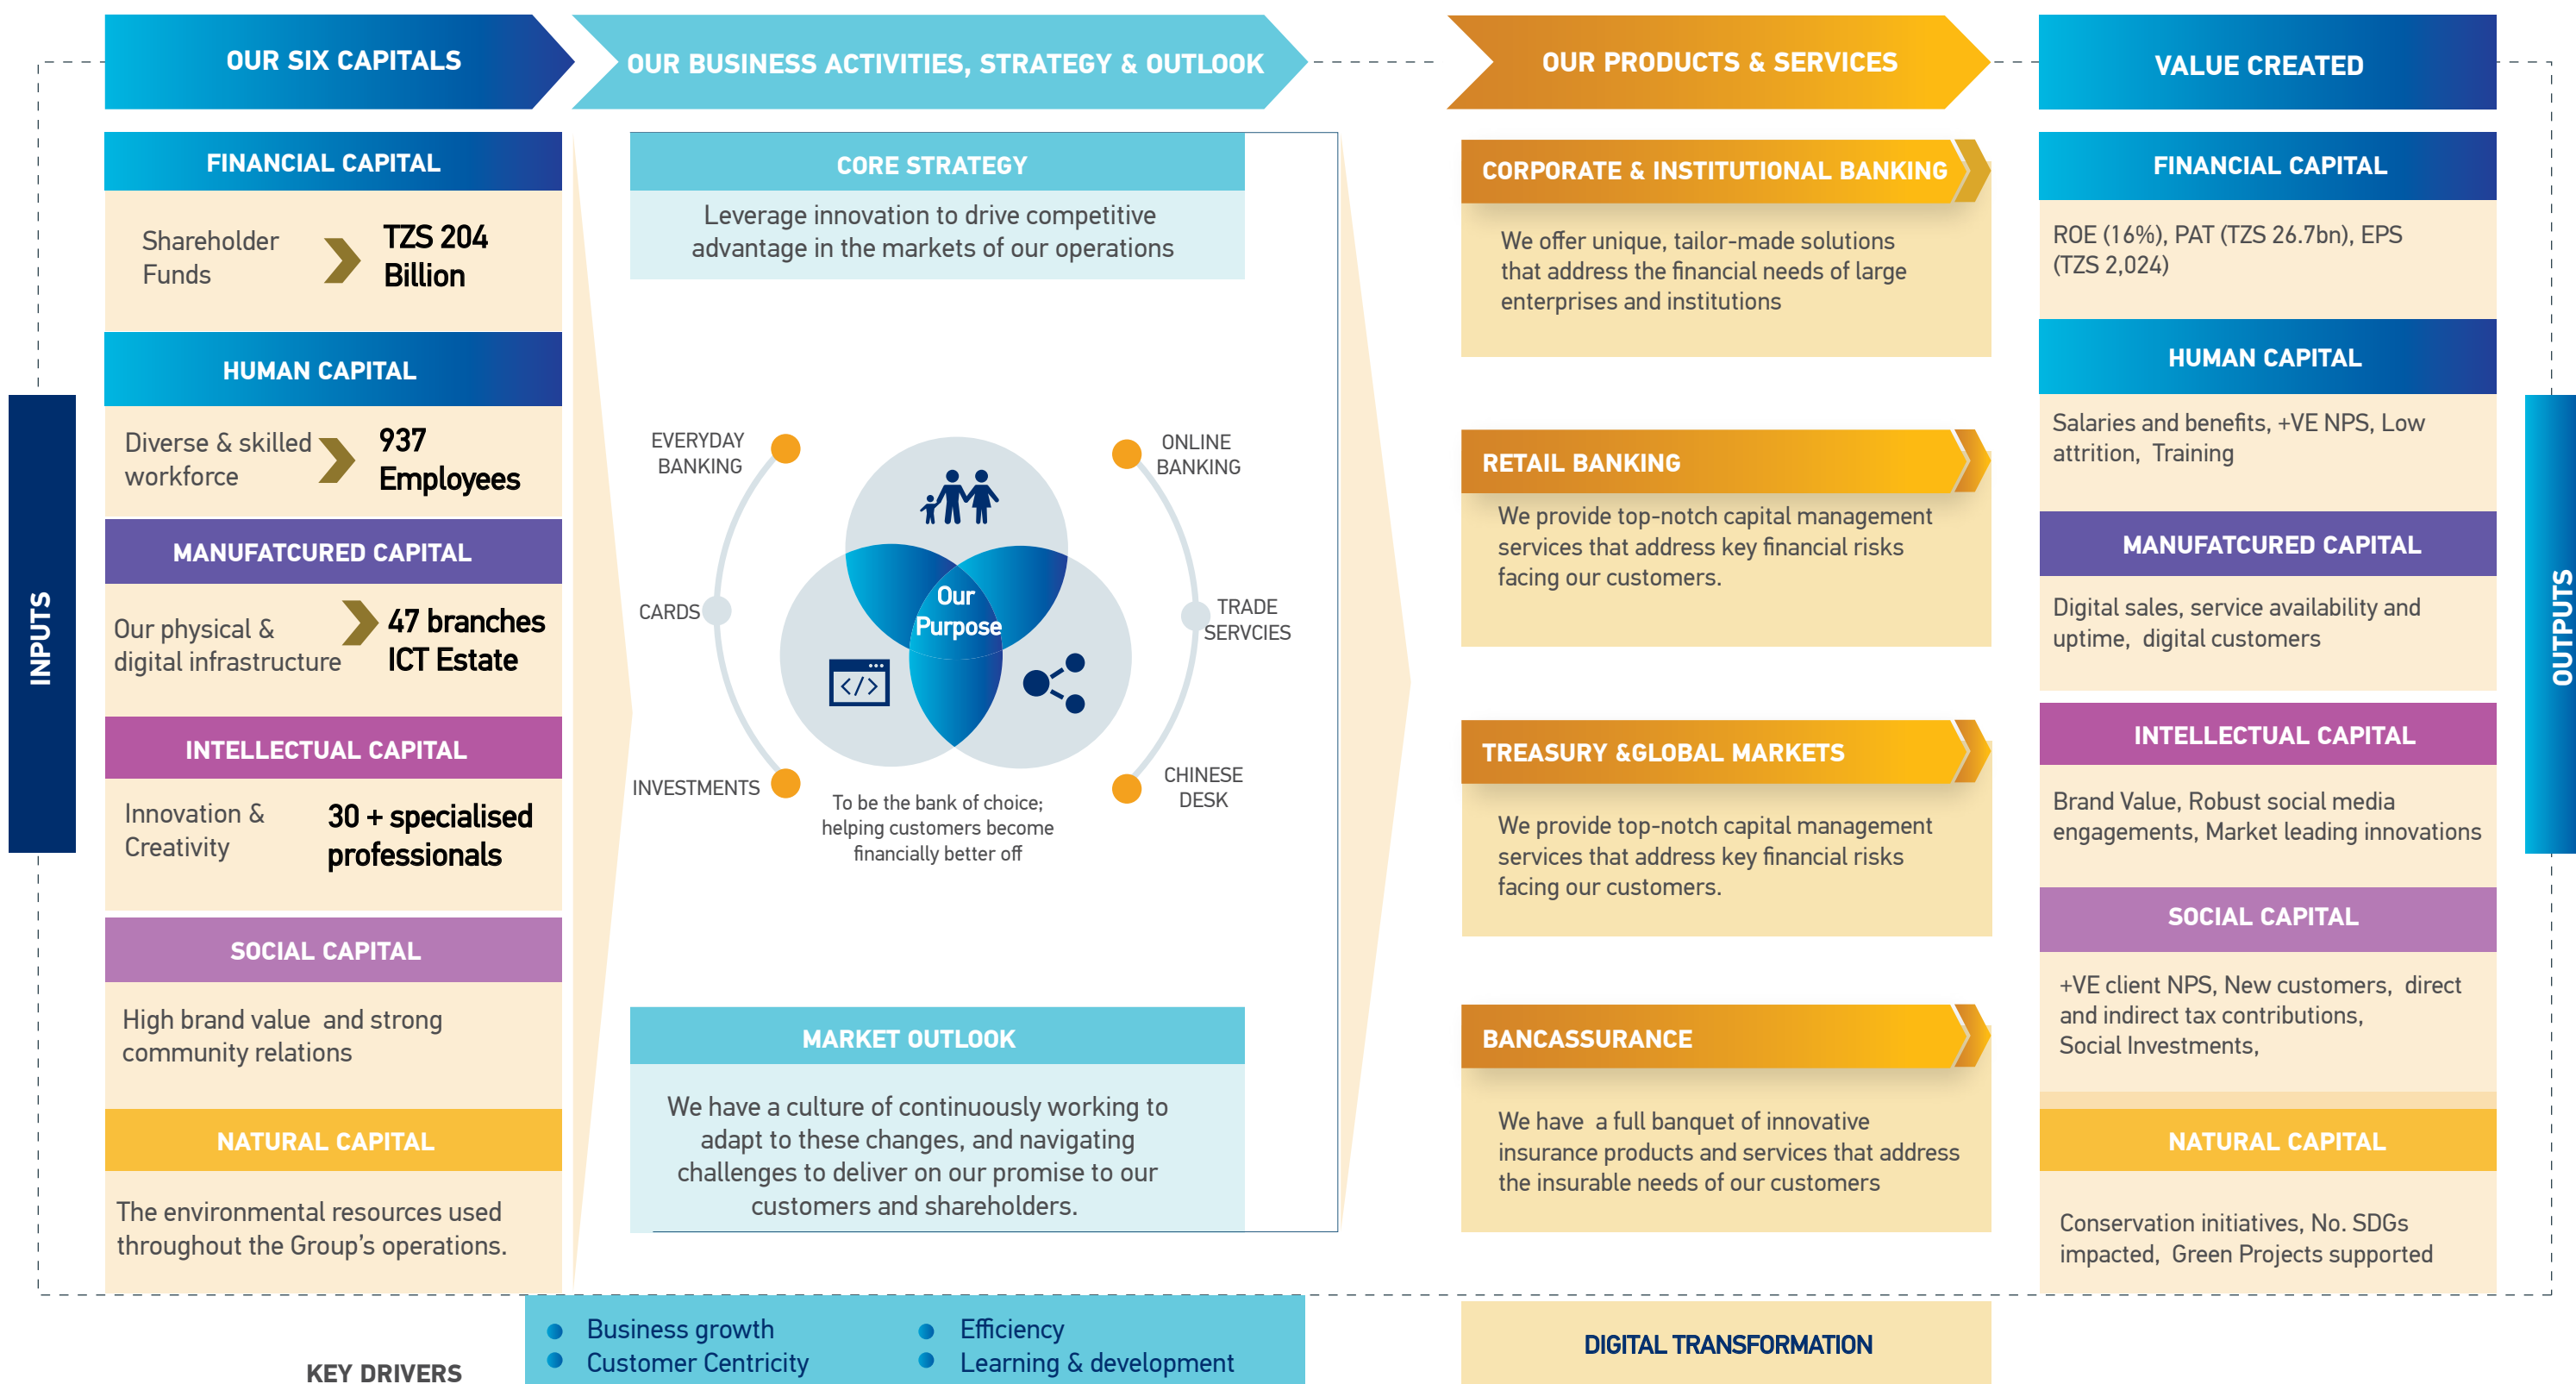 OUR SIX CAPITALS
OUR BUSINESS ACTIVITIES, STRATEGY & OUTLOOK
OUR PRODUCTS & SERVICES
VALUE CREATED
INPUTS
FINANCIAL CAPITAL
Shareholder
Funds
TZS 204
Billion
HUMAN CAPITAL
Diverse & skilled
workforce
937
Employees
MANUFATCURED CAPITAL
Our physical &
digital infrastructure
47 branches
ICT Estate
INTELLECTUAL CAPITAL
Innovation &
Creativity
30 + specialised
professionals
SOCIAL CAPITAL
High brand value and strong
community relations
NATURAL CAPITAL
The environmental resources used
throughout the Group's operations.
CORE STRATEGY
Leverage innovation to drive competitive
advantage in the markets of our operations
EVERYDAY
BANKING
CARDS
INVESTMENTS
Our
Purpose
ONLINE
BANKING
TRADE
SERVCIES
CHINESE
DESK
To be the bank of choice;
helping customers become
financially better off
MARKET OUTLOOK
We have a culture of continuously working to
adapt to these changes, and navigating
challenges to deliver on our promise to our
customers and shareholders.
CORPORATE & INSTITUTIONAL BANKING
We offer unique, tailor-made solutions
that address the financial needs of large
enterprises and institutions
RETAIL BANKING
We provide top-notch capital management
services that address key financial risks
facing our customers.
TREASURY &GLOBAL MARKETS
We provide top-notch capital management
services that address key financial risks
facing our customers.
BANCASSURANCE
We have a full banquet of innovative
insurance products and services that address
the insurable needs of our customers
FINANCIAL CAPITAL
ROE (16%), PAT (TZS 26.7bn), EPS
(TZS 2,024)
HUMAN CAPITAL
Salaries and benefits, +VE NPS, Low
attrition, Training
MANUFATCURED CAPITAL
Digital sales, service availability and
uptime, digital customers
INTELLECTUAL CAPITAL
Brand Value, Robust social media
engagements, Market leading innovations
SOCIAL CAPITAL
+VE client NPS, New customers, direct
and indirect tax contributions,
Social Investments,
NATURAL CAPITAL
Conservation initiatives, No. SDGs
impacted, Green Projects supported
OUTPUTS
KEY DRIVERS
Business growth
Customer Centricity
Efficiency
Learning & development
DIGITAL TRANSFORMATION